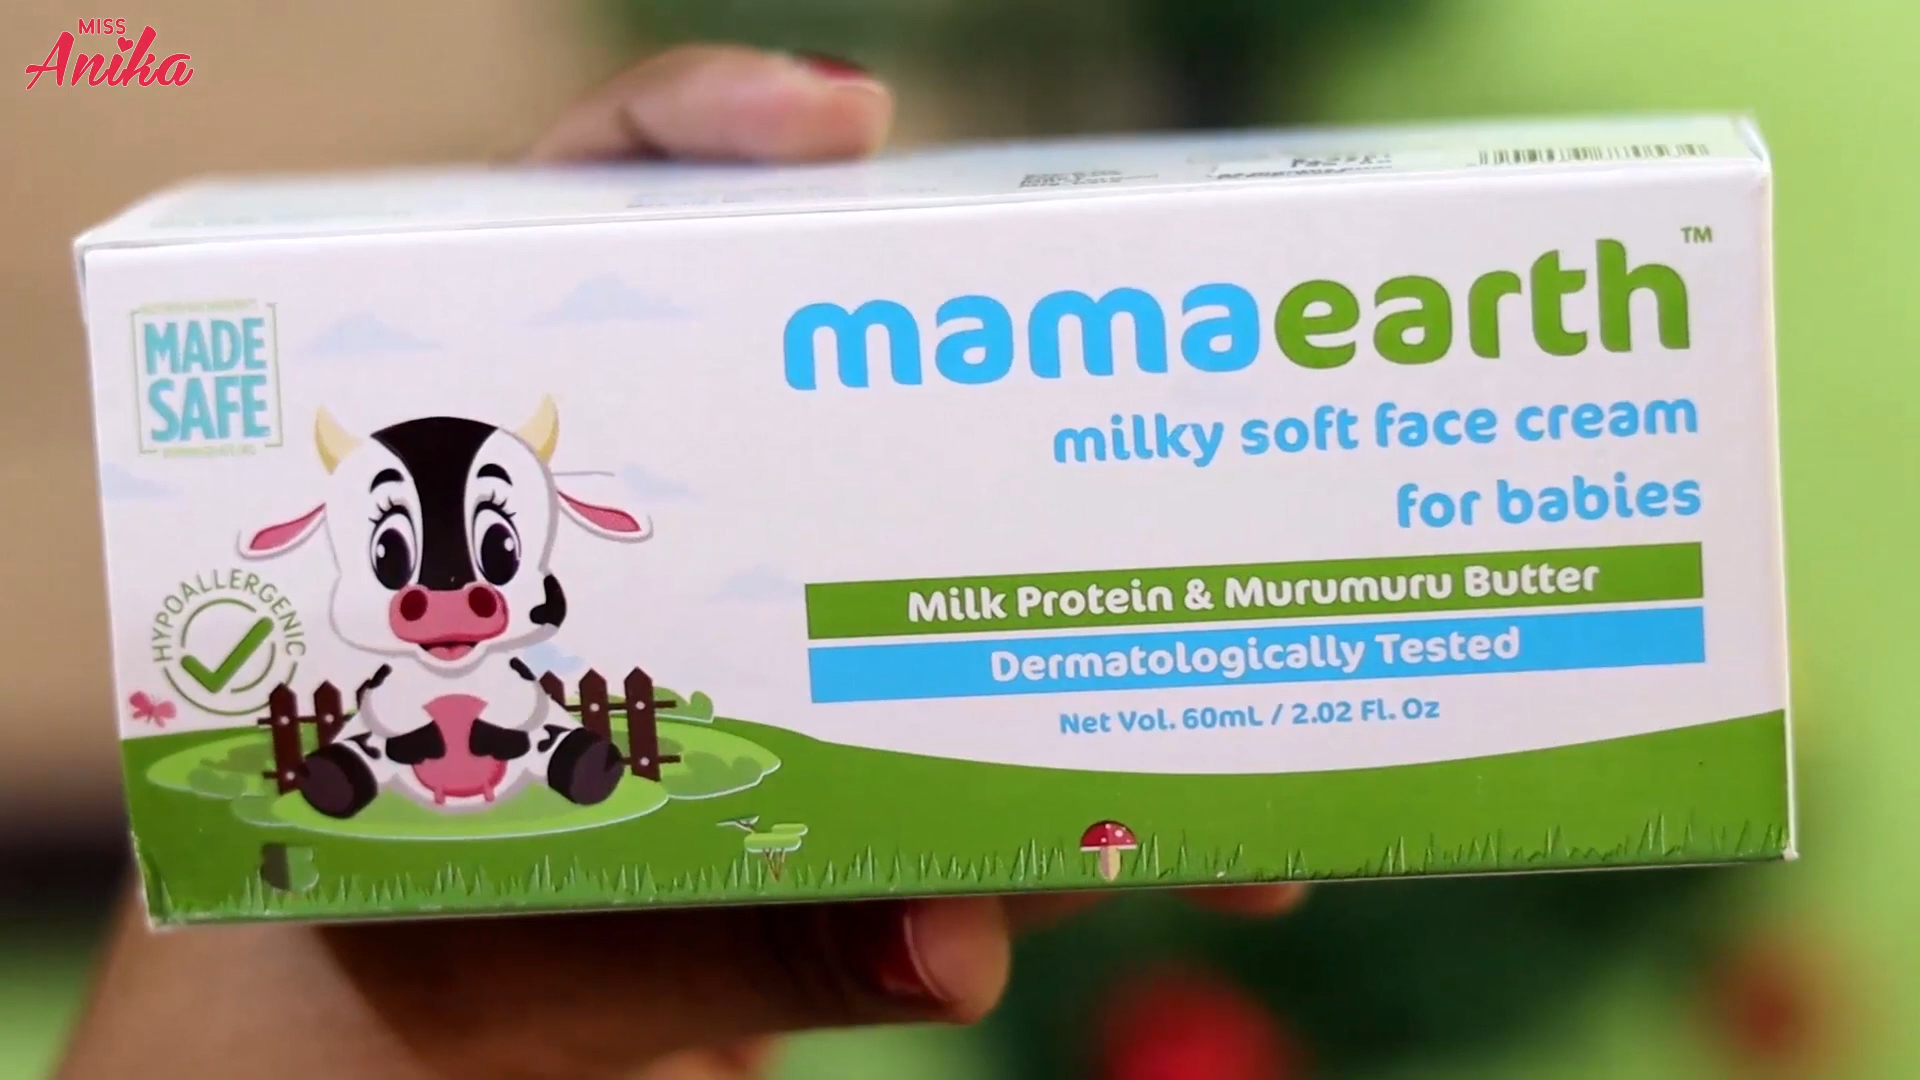 MISS
Anika
mamaearth™
milky soft face cream
for babies
MADE
SAFE
HYPOALLERGENIC
Milk Protein & Murumuru Butter
Dermatologically Tested
Net Vol. 60mL / 2.02 Fl. Oz